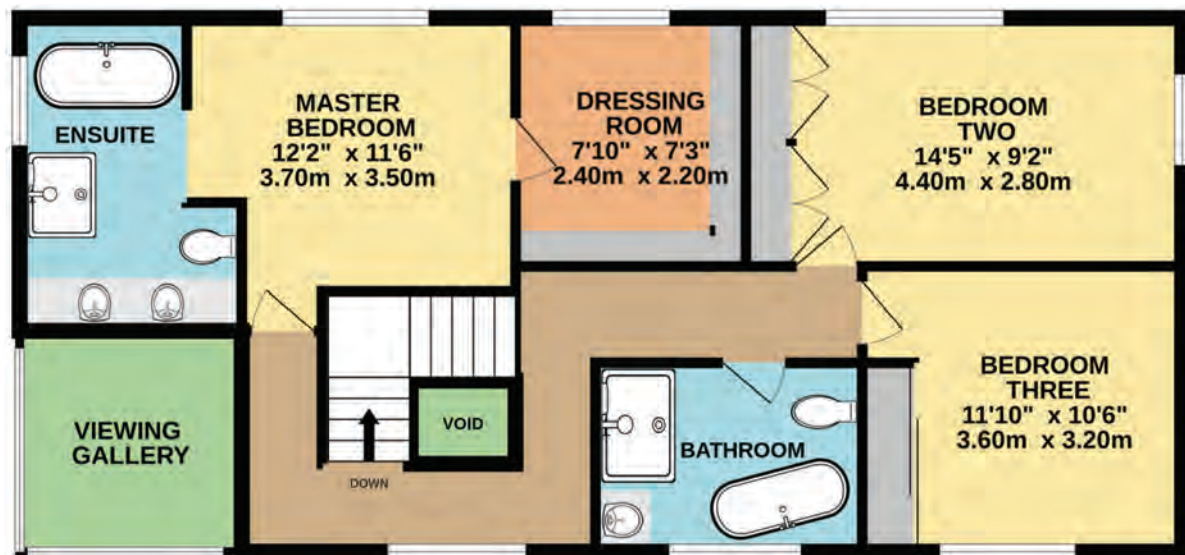 ENSUITE
MASTER
BEDROOM
12'2" x 11'6"
3.70m x 3.50m
DRESSING
ROOM
7'10" x 7'3"
2.40m x 2.20m
BEDROOM
TWO
14'5" x 9'2"
4.40m x 2.80m
VIEWING
GALLERY
VOID
DOWN
BATHROOM
BEDROOM
THREE
11'10" x 10'6"
3.60m x 3.20m